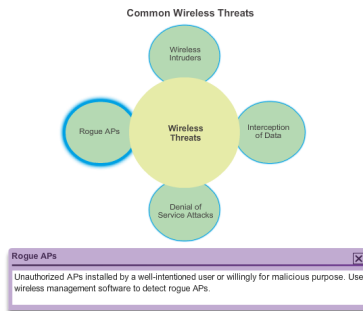 Common Wireless Threats
Wireless
Intruders
Rogue APs
Wireless
Threats
Interception
of Data
Denial of
Service Attacks
Rogue APs
Unauthorized APs installed by a well-intentioned user or willingly for malicious purpose. Use
wireless management software to detect rogue APs.